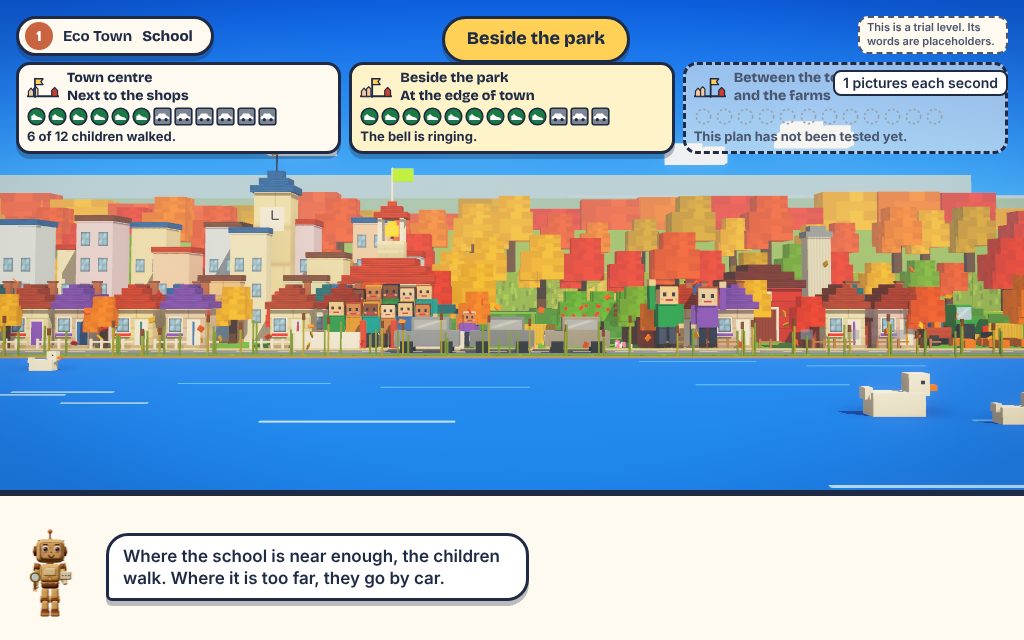 1 Eco Town School
Beside the park
This is a trial level. Its
words are placeholders.
Town centre
Next to the shops
6 of 12 children walked.
Beside the park
At the edge of town
The bell is ringing.
Between the
and the farms
This plan has not been tested yet.
1 pictures each second
Where the school is near enough, the children
walk. Where it is too far, they go by car.